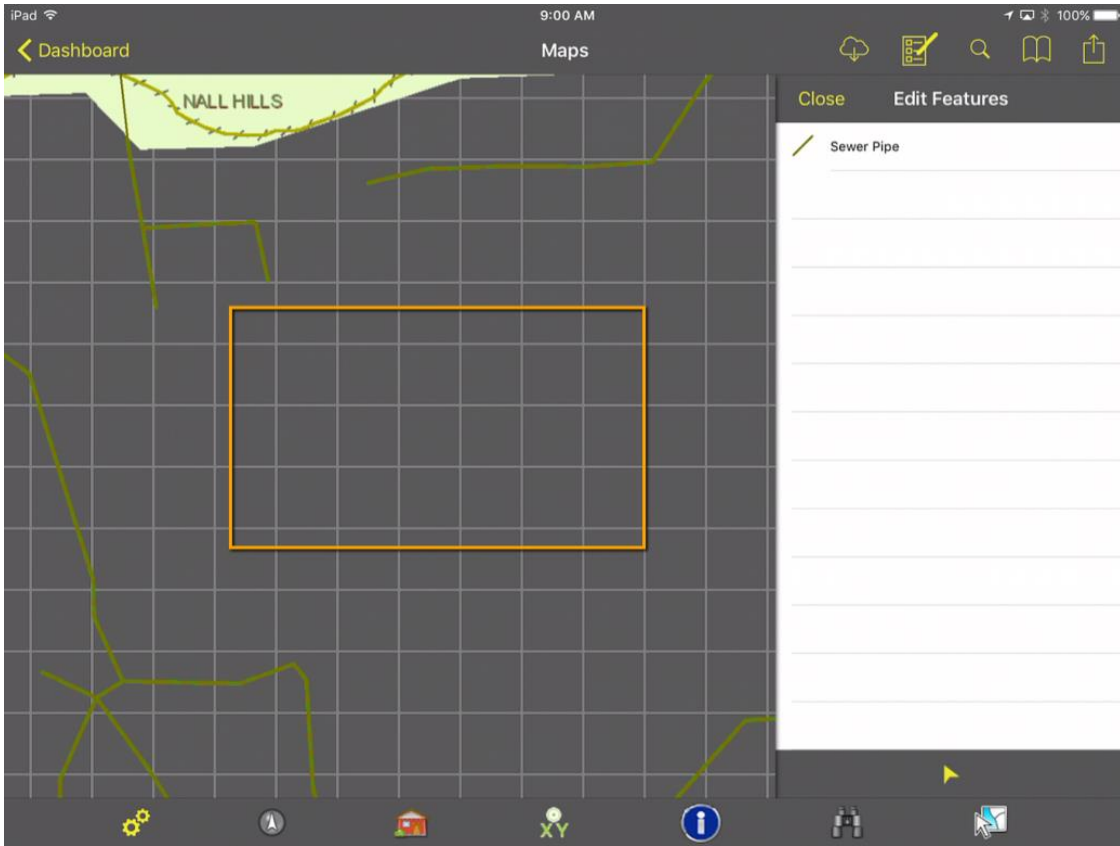 iPad 9:00 AM 100%
Dashboard Maps
NALL HILLS
Close Edit Features
Sewer Pipe
XY
i